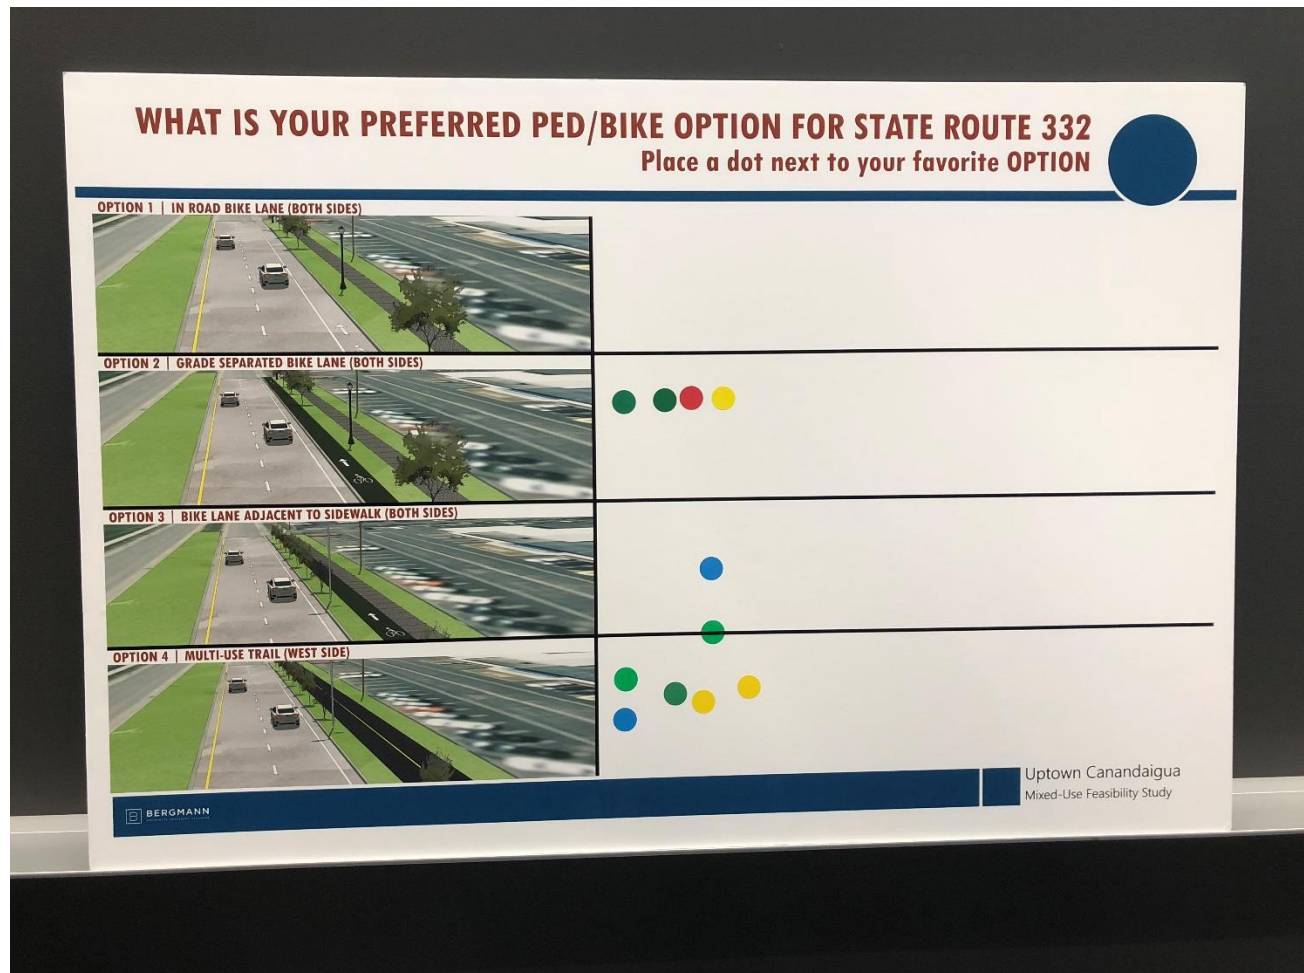 WHAT IS YOUR PREFERRED PED/BIKE OPTION FOR STATE ROUTE 332
Place a dot next to your favorite OPTION
OPTION 1 | IN ROAD BIKE LANE (BOTH SIDES)
OPTION 2 | GRADE SEPARATED BIKE LANE (BOTH SIDES)
OPTION 3 | BIKE LANE ADJACENT TO SIDEWALK (BOTH SIDES)
OPTION 4 | MULTI-USE TRAIL (WEST SIDE)
B BERGMANN
Uptown Canandaigua
Mixed-Use Feasibility Study